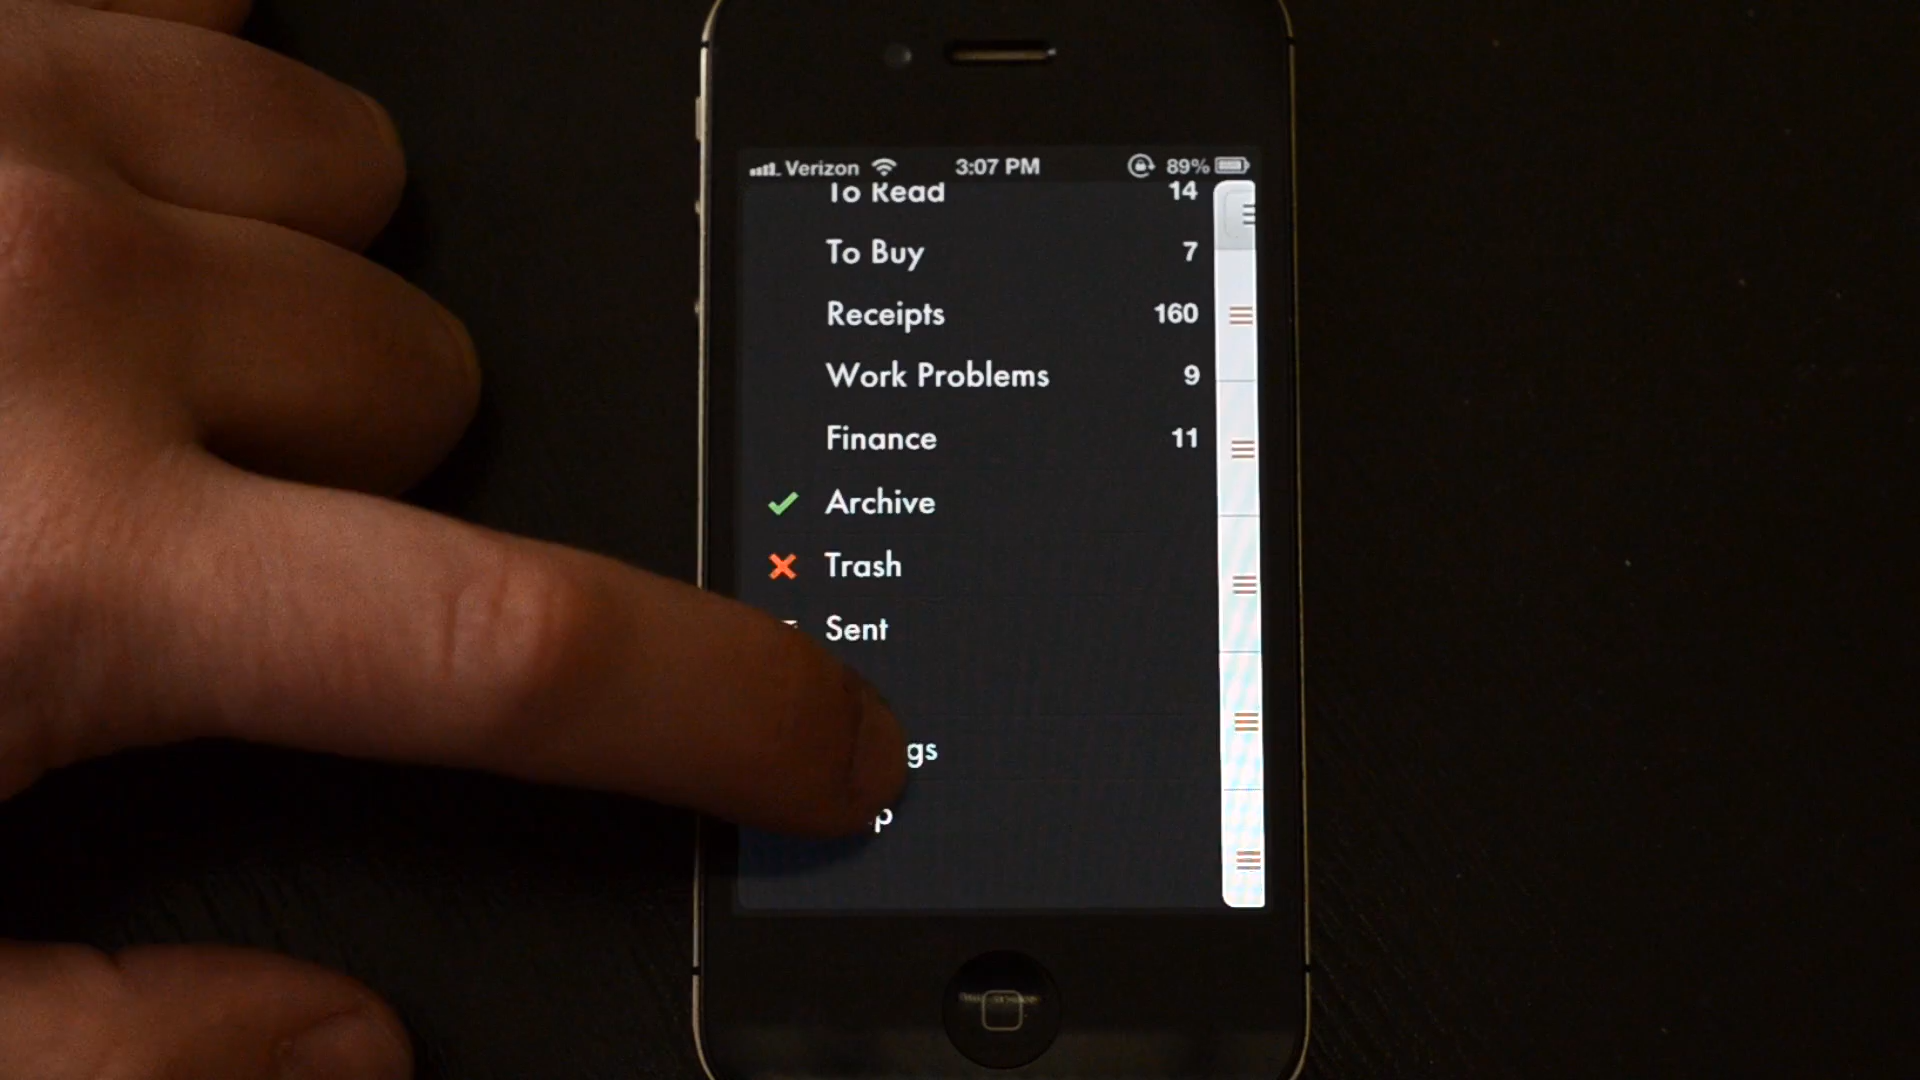 Verizon 3:07 PM 89%
To Read 14
To Buy 7
Receipts 160
Work Problems 9
Finance 11
Archive
Trash
Sent
gs
p